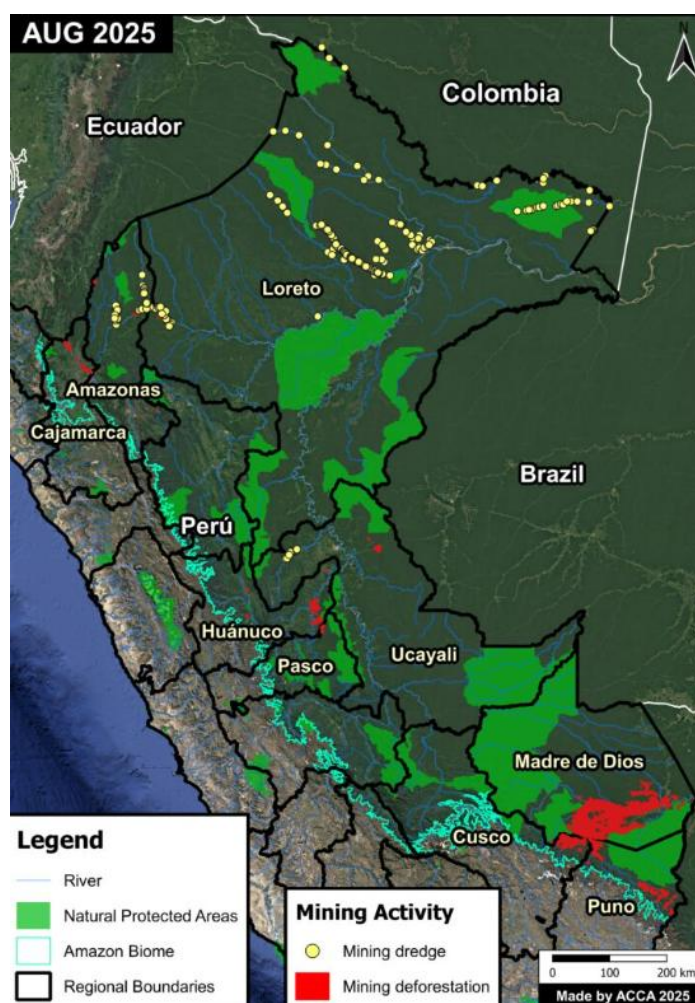 AUG 2025
N
Colombia
Ecuador
Loreto
Amazonas
Cajamarca
Brazil
Perú
Huánuco
Ucayali
Pasco
Madre de Dios
Cusco
Puno
Legend
River
Natural Protected Areas
Amazon Biome
Regional Boundaries
Mining Activity
Mining dredge
Mining deforestation
0 100 200 km
Made by ACCA 2025